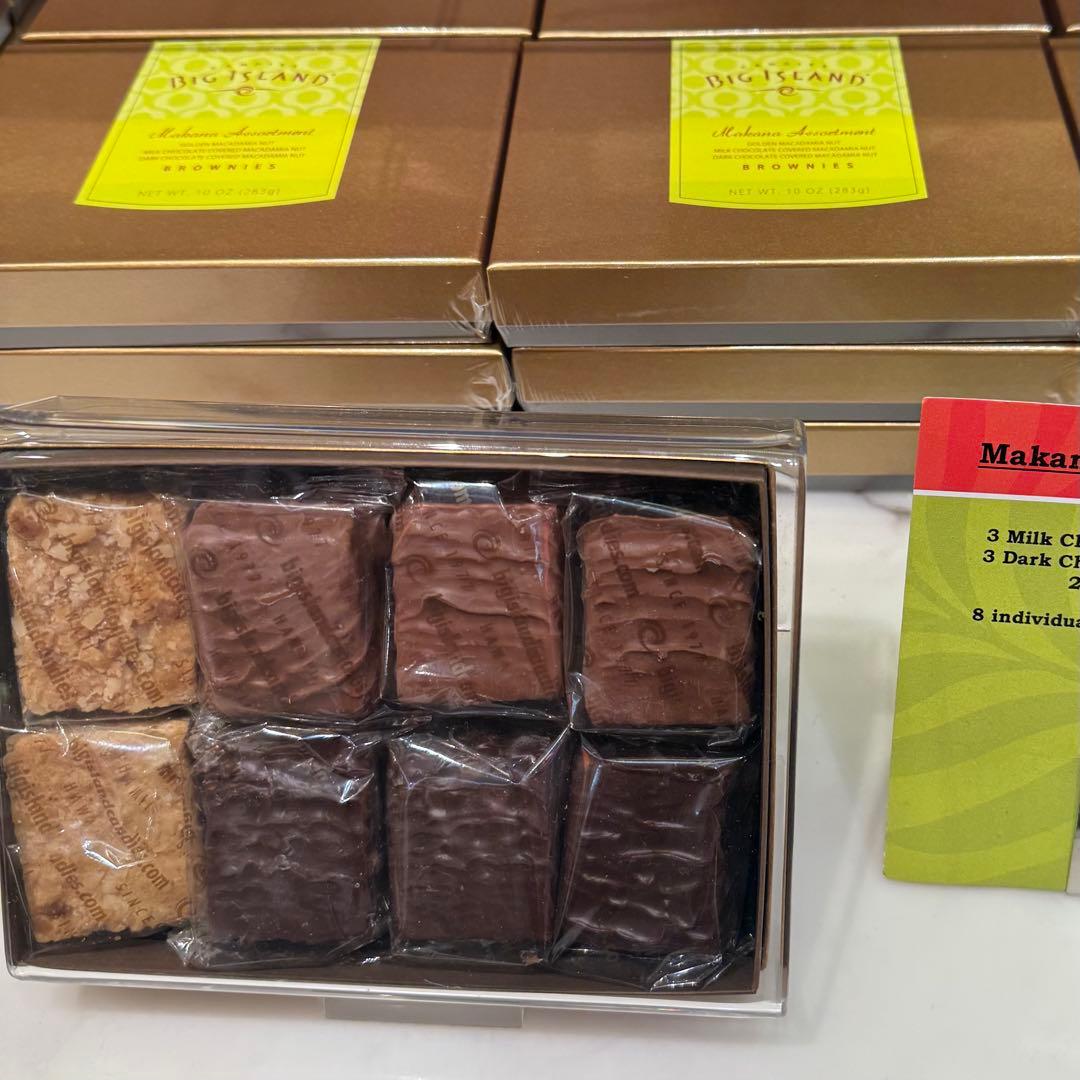 BIG ISLAND
Makana Assortment
GOLDEN MACADAMIA NUT
MILK CHOCOLATE COVERED MACADAMIA NUT
DARK CHOCOLATE COVERED MACADAMIA NUT
BROWNIES
NET WT. 10 OZ (283g)
BIG ISLAND
Makana Assortment
GOLDEN MACADAMIA NUT
MILK CHOCOLATE COVERED MACADAMIA NUT
DARK CHOCOLATE COVERED MACADAMIA NUT
BROWNIES
NET WT. 10 OZ (283g)
Makan
3 Milk Ch
3 Dark Ch
2
8 individua